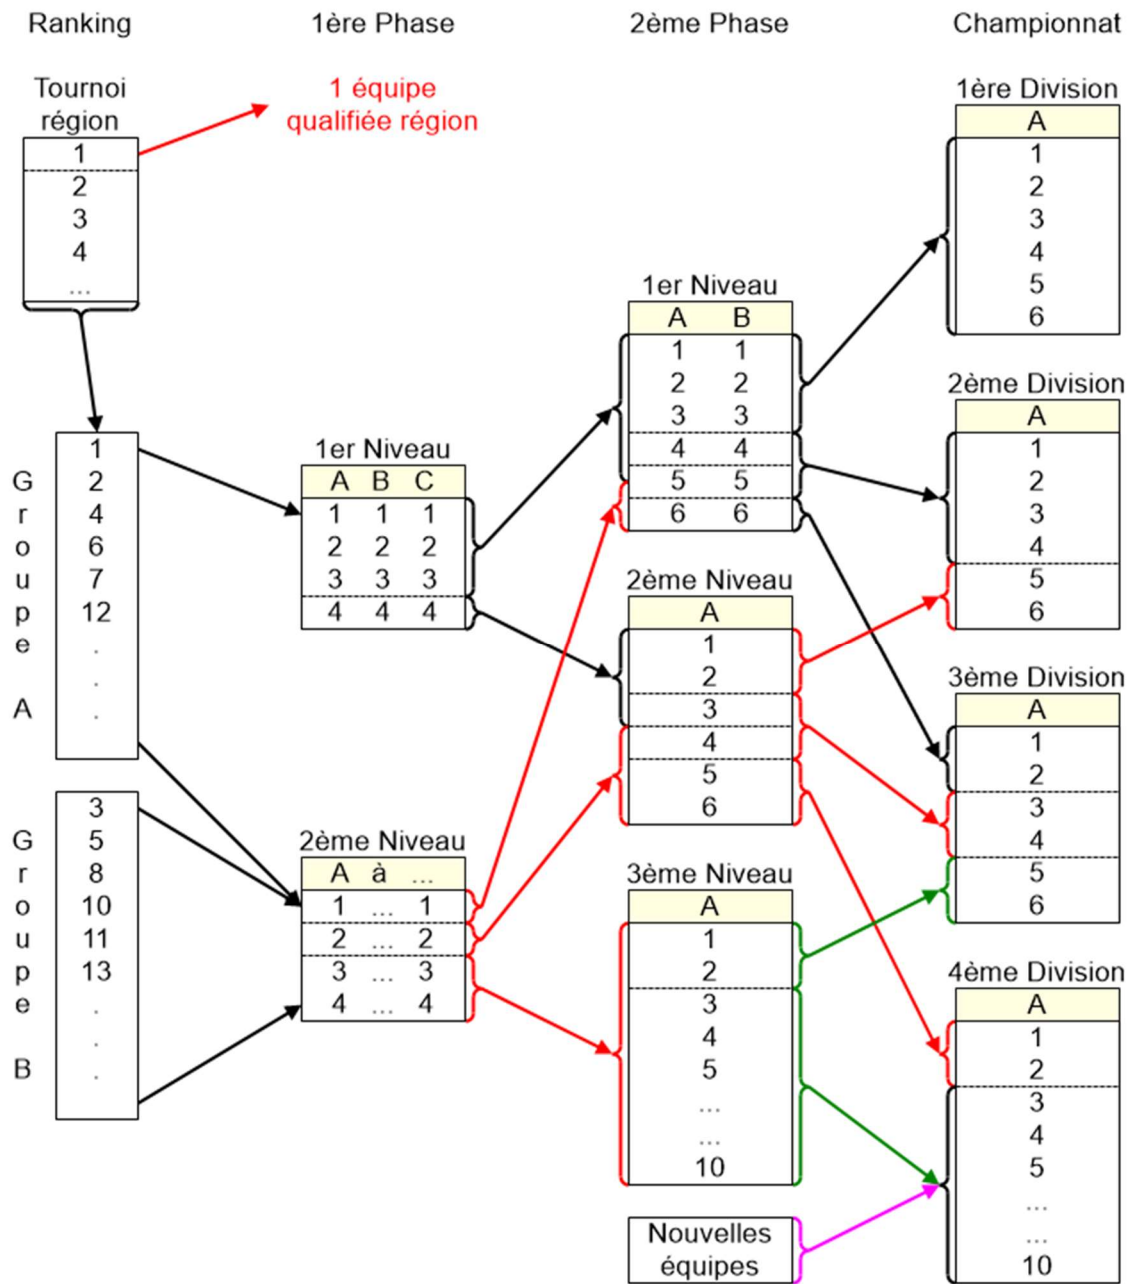 Ranking
1ère Phase
2ème Phase
Championnat
Tournoi
région
1
2
3
4
...
1 équipe
qualifiée région
Groupe A
1
2
4
6
7
12
.
.
.
Groupe B
3
5
8
10
11
13
.
.
.
1er Niveau
A B C
1 1 1
2 2 2
3 3 3
4 4 4
2ème Niveau
A à ...
1 ... 1
2 ... 2
3 ... 3
4 ... 4
1er Niveau
A B
1 1
2 2
3 3
4 4
5 5
6 6
2ème Niveau
A
1
2
3
4
5
6
3ème Niveau
A
1
2
3
4
5
...
...
10
Nouvelles
équipes
1ère Division
A
1
2
3
4
5
6
2ème Division
A
1
2
3
4
5
6
3ème Division
A
1
2
3
4
5
6
4ème Division
A
1
2
3
4
5
...
...
10